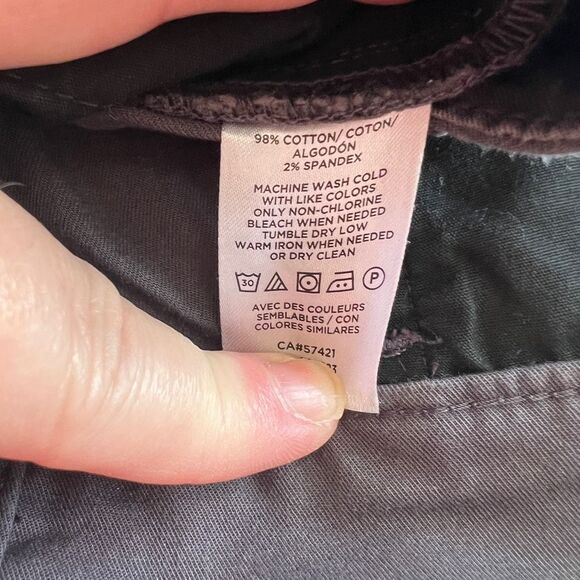 98% COTTON/ COTON/
ALGODÓN
2% SPANDEX
MACHINE WASH COLD
WITH LIKE COLORS
ONLY NON-CHLORINE
BLEACH WHEN NEEDED
TUMBLE DRY LOW
WARM IRON WHEN NEEDED
OR DRY CLEAN
30 P
AVEC DES COULEURS
SEMBLABLES / CON
COLORES SIMILARES
CA#57421